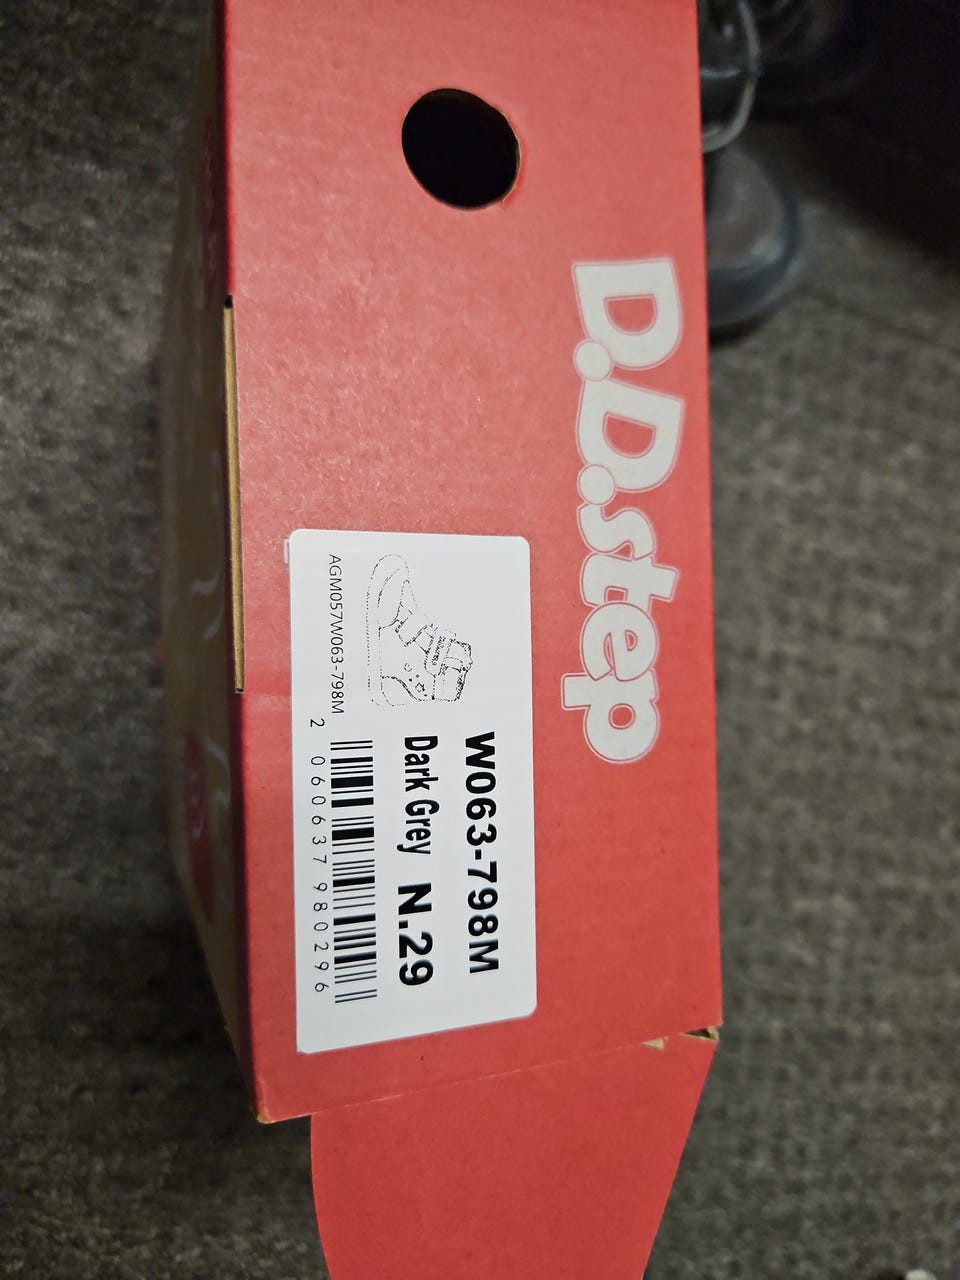 D.D.step
W063-798M
Dark Grey N.29
AGM057W063-798M
2 060637 980296